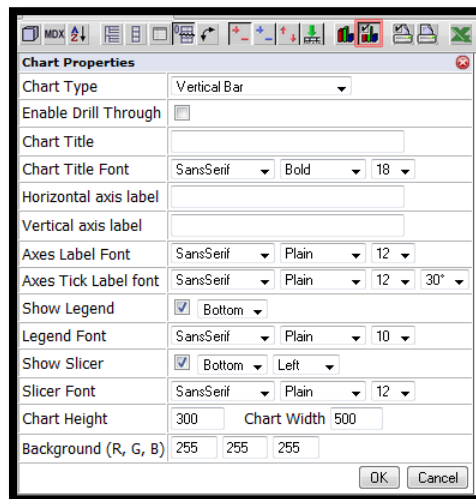 MDX
Chart Properties
Chart Type Vertical Bar
Enable Drill Through
Chart Title
Chart Title Font SansSerif Bold 18
Horizontal axis label
Vertical axis label
Axes Label Font SansSerif Plain 12
Axes Tick Label font SansSerif Plain 12 30°
Show Legend Bottom
Legend Font SansSerif Plain 10
Show Slicer Bottom Left
Slicer Font SansSerif Plain 12
Chart Height 300 Chart Width 500
Background (R, G, B) 255 255 255
OK Cancel